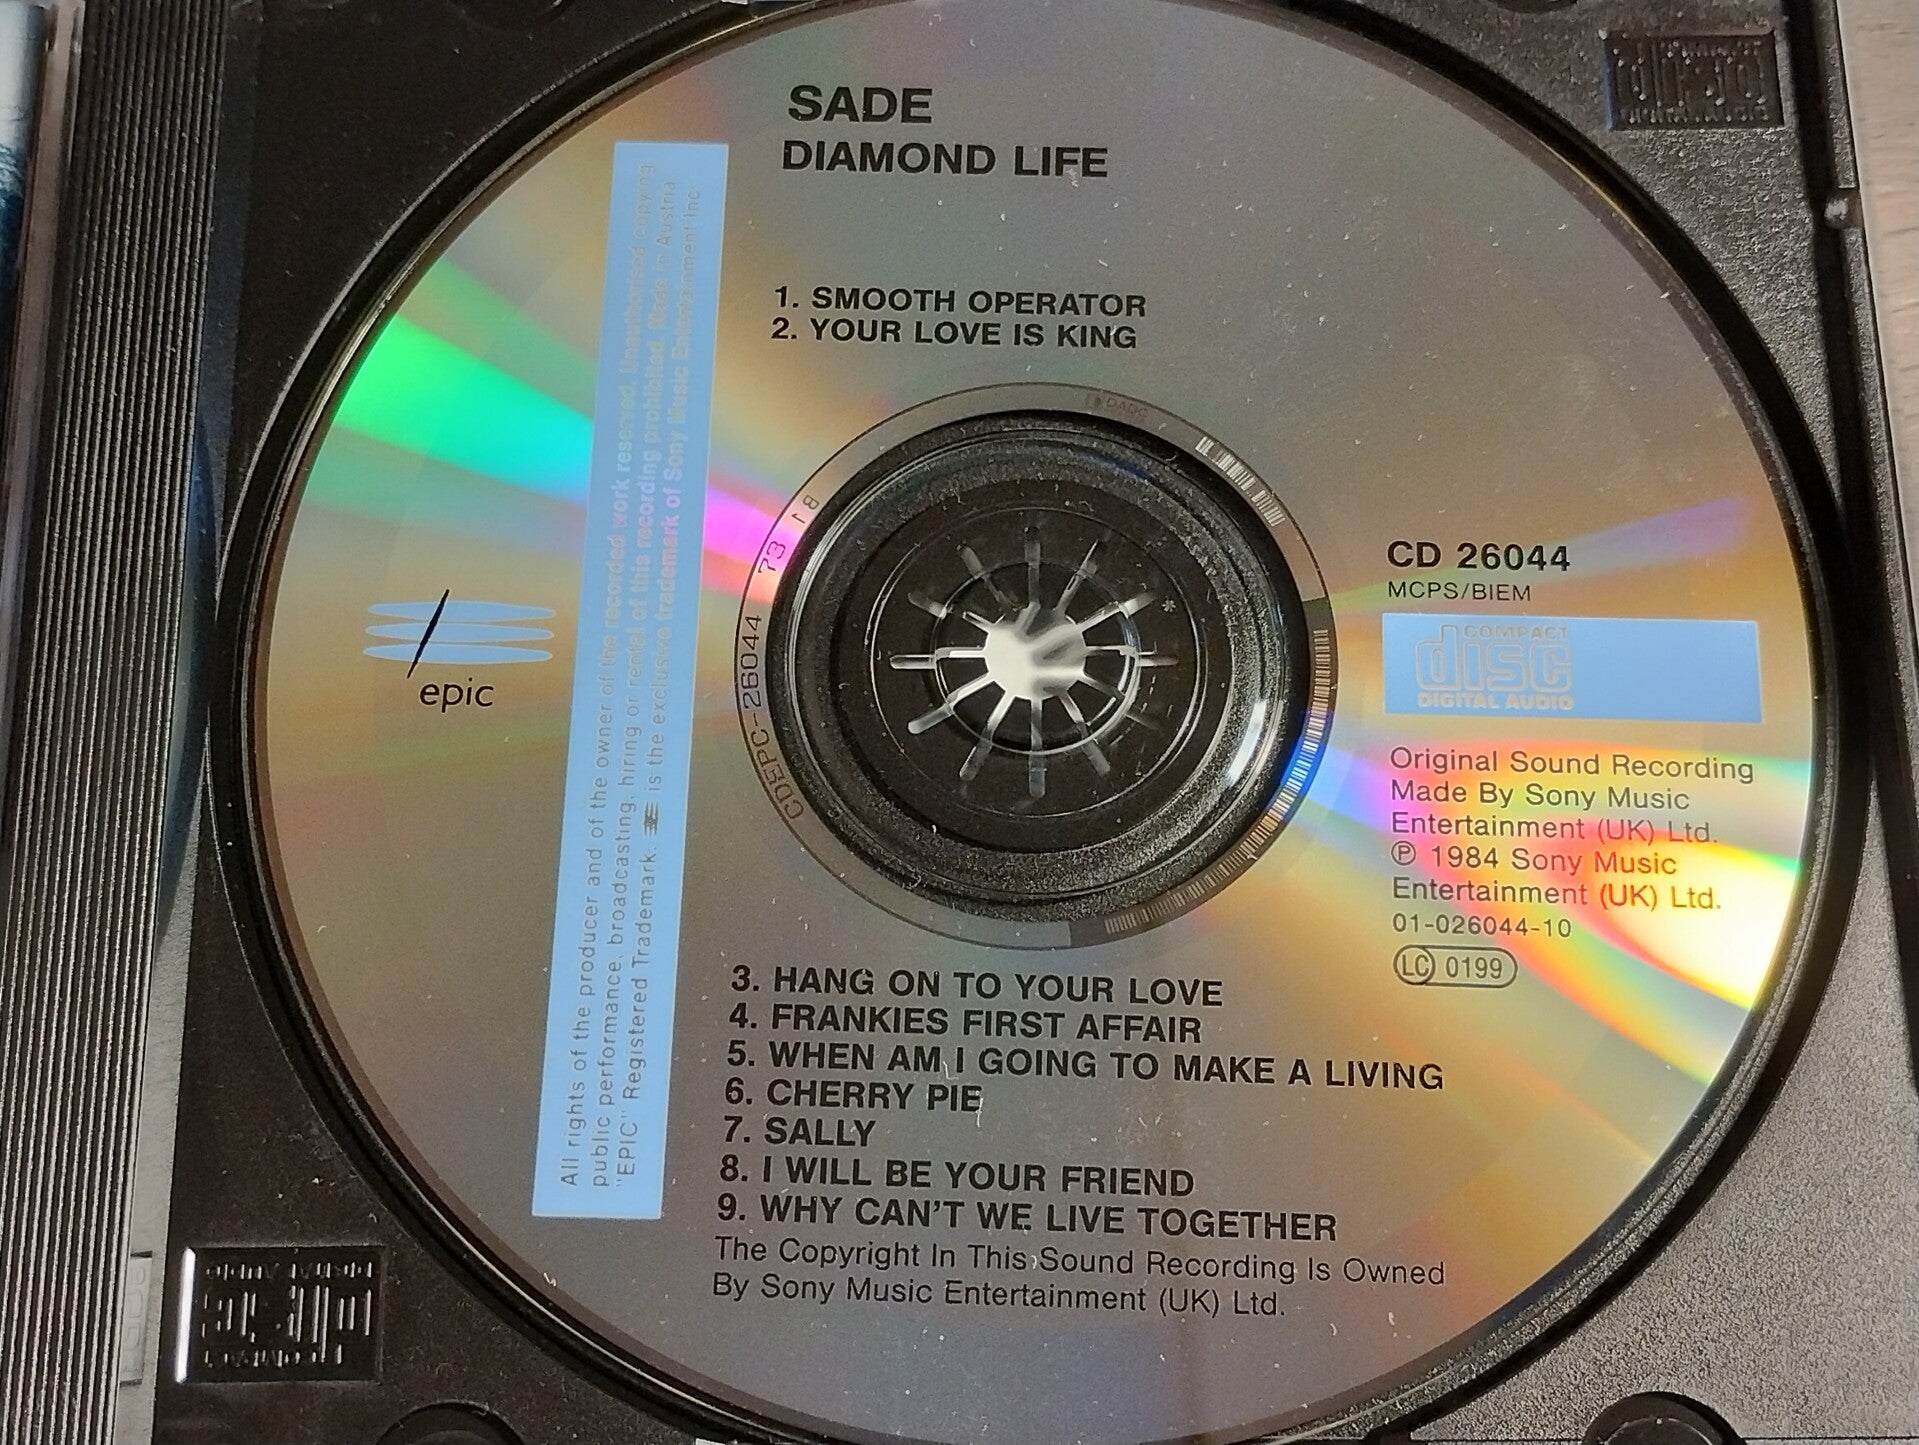 SADE
DIAMOND LIFE
1. SMOOTH OPERATOR
2. YOUR LOVE IS KING
DADC
CDEPC-26044 73 B1
epic
All rights of the producer and of the owner of the recorded work reserved. Unauthorised copying
public performance, broadcasting, hiring or rental of this recording prohibited. Made in Austria
"EPIC" Registered Trademark. is the exclusive trademark of Sony Music Entertainment Inc
CD 26044
MCPS/BIEM
COMPACT
disc
DIGITAL AUDIO
Original Sound Recording
Made By Sony Music
Entertainment (UK) Ltd.
℗ 1984 Sony Music
Entertainment (UK) Ltd.
01-026044-10
LC 0199
3. HANG ON TO YOUR LOVE
4. FRANKIES FIRST AFFAIR
5. WHEN AM I GOING TO MAKE A LIVING
6. CHERRY PIE
7. SALLY
8. I WILL BE YOUR FRIEND
9. WHY CAN'T WE LIVE TOGETHER
The Copyright In This Sound Recording Is Owned
By Sony Music Entertainment (UK) Ltd.